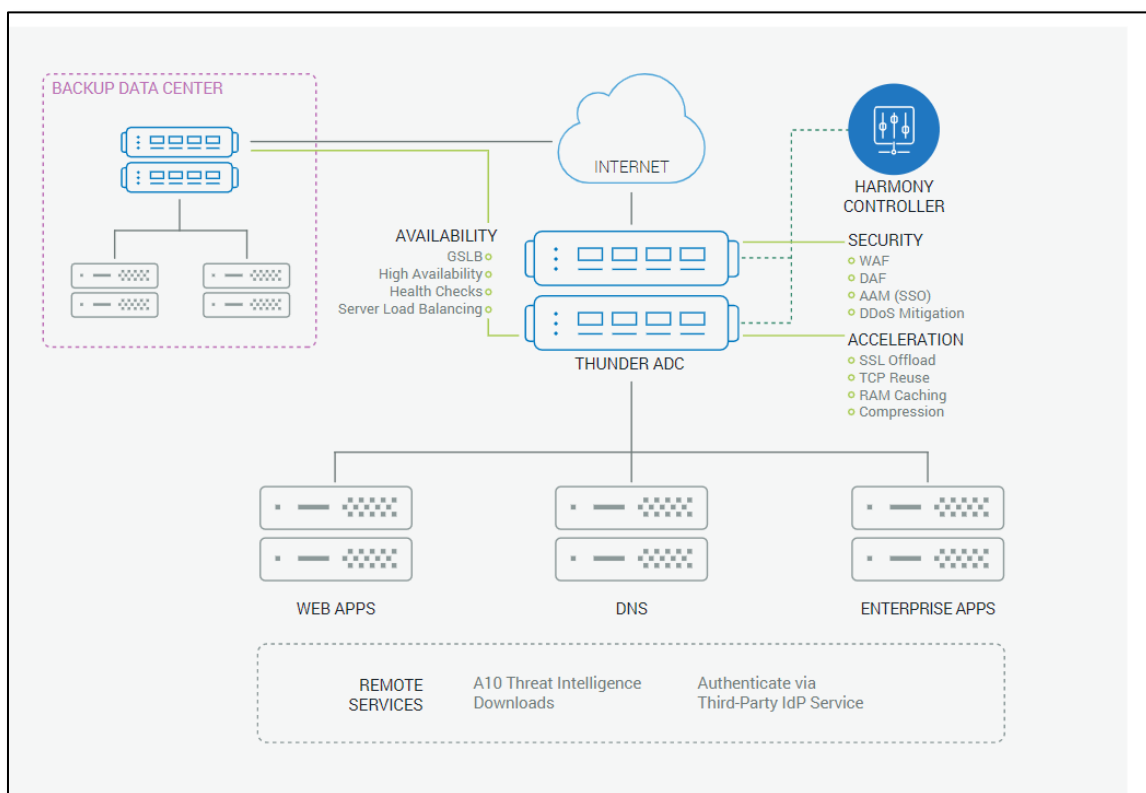 BACKUP DATA CENTER
INTERNET
HARMONY
CONTROLLER
AVAILABILITY
GSLB
High Availability
Health Checks
Server Load Balancing
SECURITY
WAF
DAF
AAM (SSO)
DDoS Mitigation
THUNDER ADC
ACCELERATION
SSL Offload
TCP Reuse
RAM Caching
Compression
WEB APPS
DNS
ENTERPRISE APPS
REMOTE
SERVICES
A10 Threat Intelligence
Downloads
Authenticate via
Third-Party IdP Service